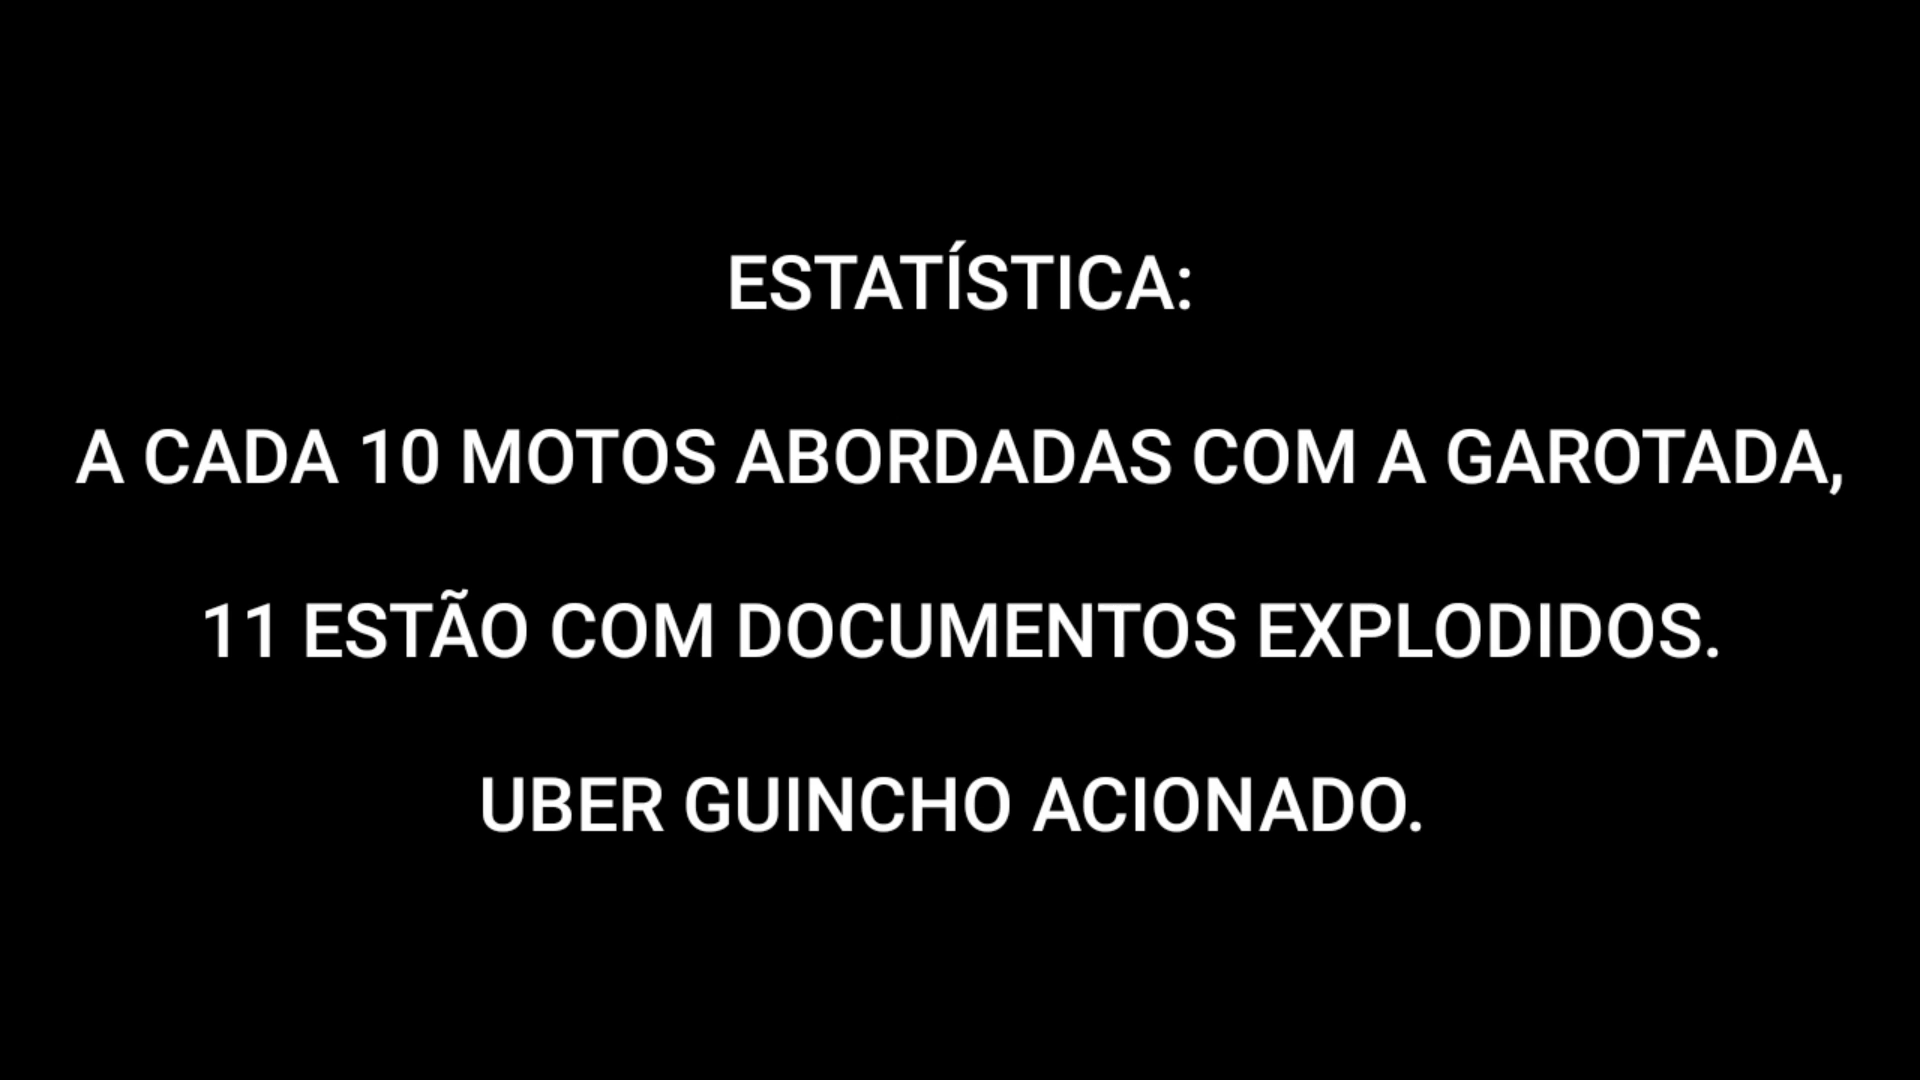 ESTATÍSTICA:
A CADA 10 MOTOS ABORDADAS COM A GAROTADA,
11 ESTÃO COM DOCUMENTOS EXPLODIDOS.
UBER GUINCHO ACIONADO.